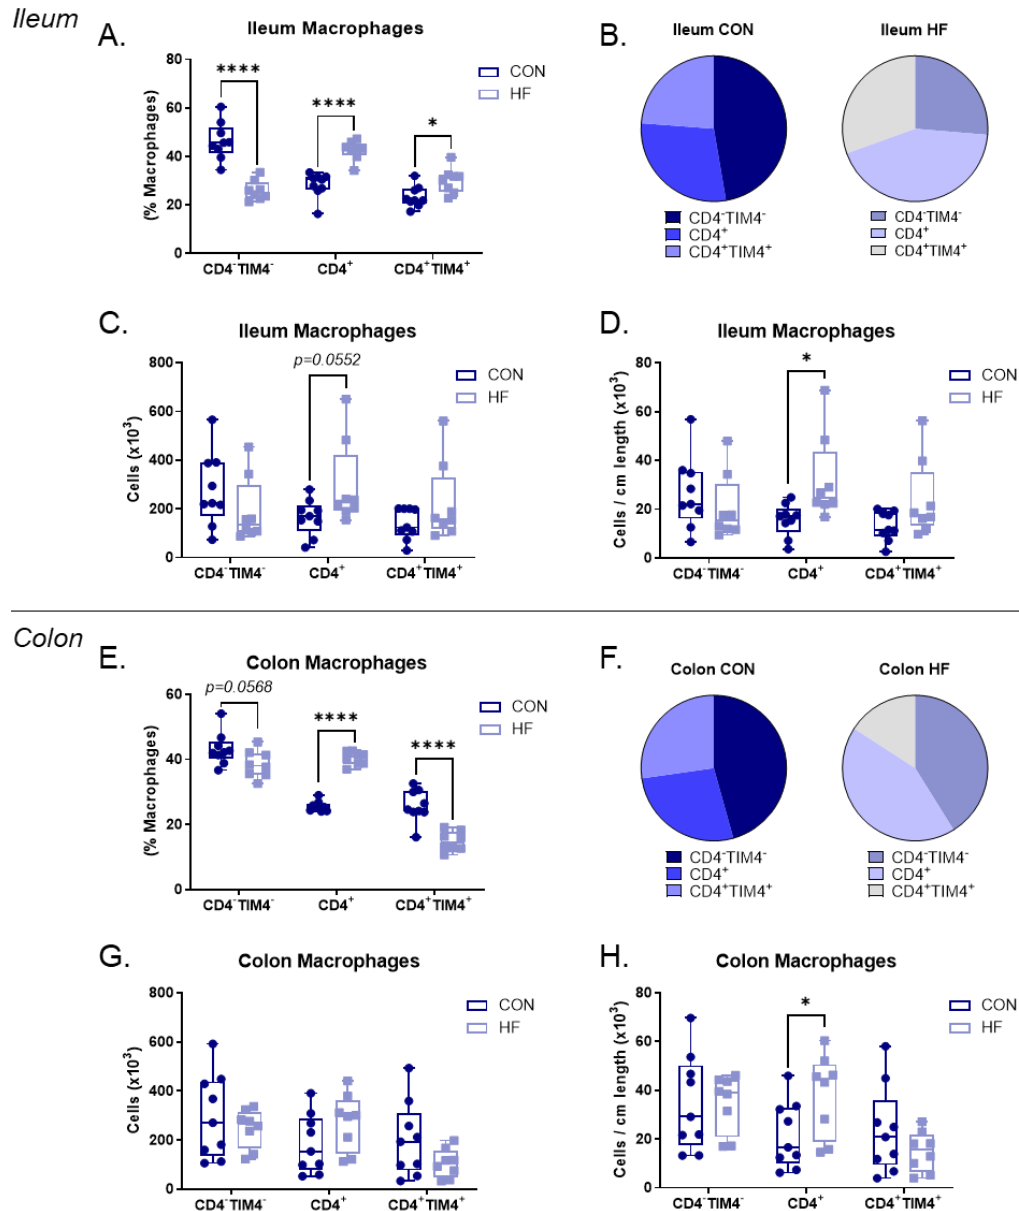 Ileum
A.
Ileum Macrophages
(% Macrophages)
80
60
40
20
0
****
****
*
CON
HF
CD4⁻TIM4⁻
CD4⁺
CD4⁺TIM4⁺
B.
Ileum CON
Ileum HF
CD4⁻TIM4⁻
CD4⁺
CD4⁺TIM4⁺
CD4⁻TIM4⁻
CD4⁺
CD4⁺TIM4⁺
C.
Ileum Macrophages
Cells (x10³)
800
600
400
200
0
p=0.0552
CON
HF
CD4⁻TIM4⁻
CD4⁺
CD4⁺TIM4⁺
D.
Ileum Macrophages
Cells / cm length (x10³)
80
60
40
20
0
*
CON
HF
CD4⁻TIM4⁻
CD4⁺
CD4⁺TIM4⁺
Colon
E.
Colon Macrophages
(% Macrophages)
60
40
20
0
p=0.0568
****
****
CON
HF
CD4⁻TIM4⁻
CD4⁺
CD4⁺TIM4⁺
F.
Colon CON
Colon HF
CD4⁻TIM4⁻
CD4⁺
CD4⁺TIM4⁺
CD4⁻TIM4⁻
CD4⁺
CD4⁺TIM4⁺
G.
Colon Macrophages
Cells (x10³)
800
600
400
200
0
CON
HF
CD4⁻TIM4⁻
CD4⁺
CD4⁺TIM4⁺
H.
Colon Macrophages
Cells / cm length (x10³)
80
60
40
20
0
*
CON
HF
CD4⁻TIM4⁻
CD4⁺
CD4⁺TIM4⁺